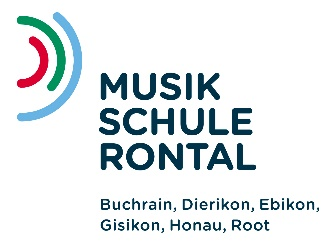 MUSIK
SCHULE
RONTAL
Buchrain, Dierikon, Ebikon,
Gisikon, Honau, Root